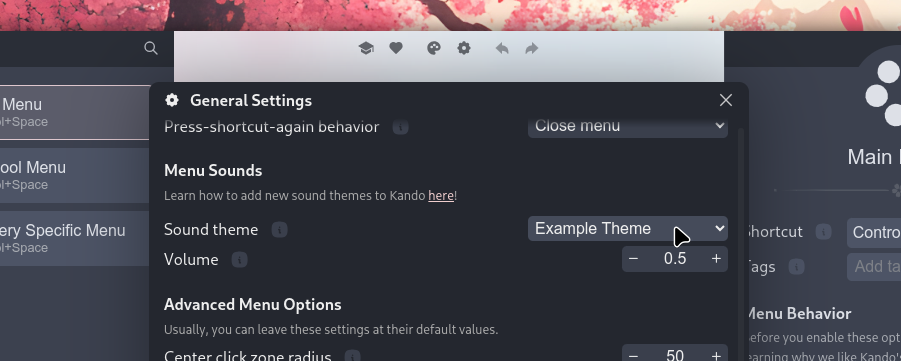 General Settings
Press-shortcut-again behavior
Close menu
Menu Sounds
Learn how to add new sound themes to Kando here!
Sound theme
Example Theme
Volume
− 0.5 +
Advanced Menu Options
Usually, you can leave these settings at their default values.
Center click zone radius
− 50 +
Menu
l+Space
ool Menu
l+Space
ery Specific Menu
l+Space
Main
Shortcut
Contro
Tags
Add ta
Menu Behavior
efore you enable these opt
earning why we like Kando'